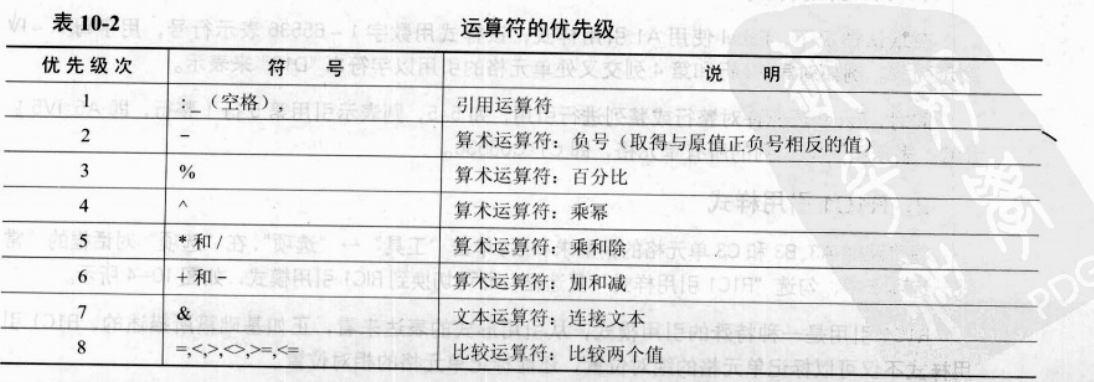 表 10-2 运算符的优先级
优先级次 符 号 说 明
1 : （空格） , 引用运算符
2 - 算术运算符：负号（取得与原值正负号相反的值）
3 % 算术运算符：百分比
4 ^ 算术运算符：乘幂
5 *和 / 算术运算符：乘和除
6 +和 - 算术运算符：加和减
7 & 文本运算符：连接文本
8 =,<,>,<>,>=,<= 比较运算符：比较两个值
PDG